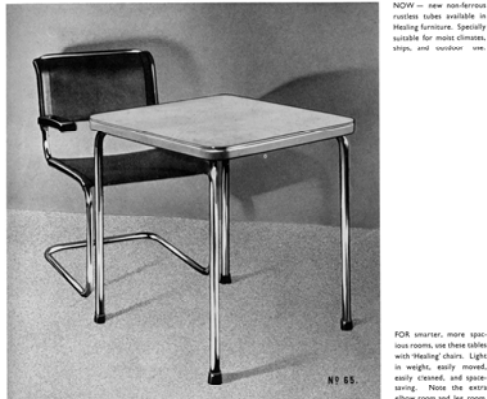 NOW — new non-ferrous
rustless tubes available in
Healing furniture. Specially
suitable for moist climates,
ships, and outdoor use.
FOR smarter, more spac-
ious rooms, use these tables
with 'Healing' chairs. Light
in weight, easily moved,
easily cleaned, and space-
saving. Note the extra
elbow room and leg room.
Nº 65.